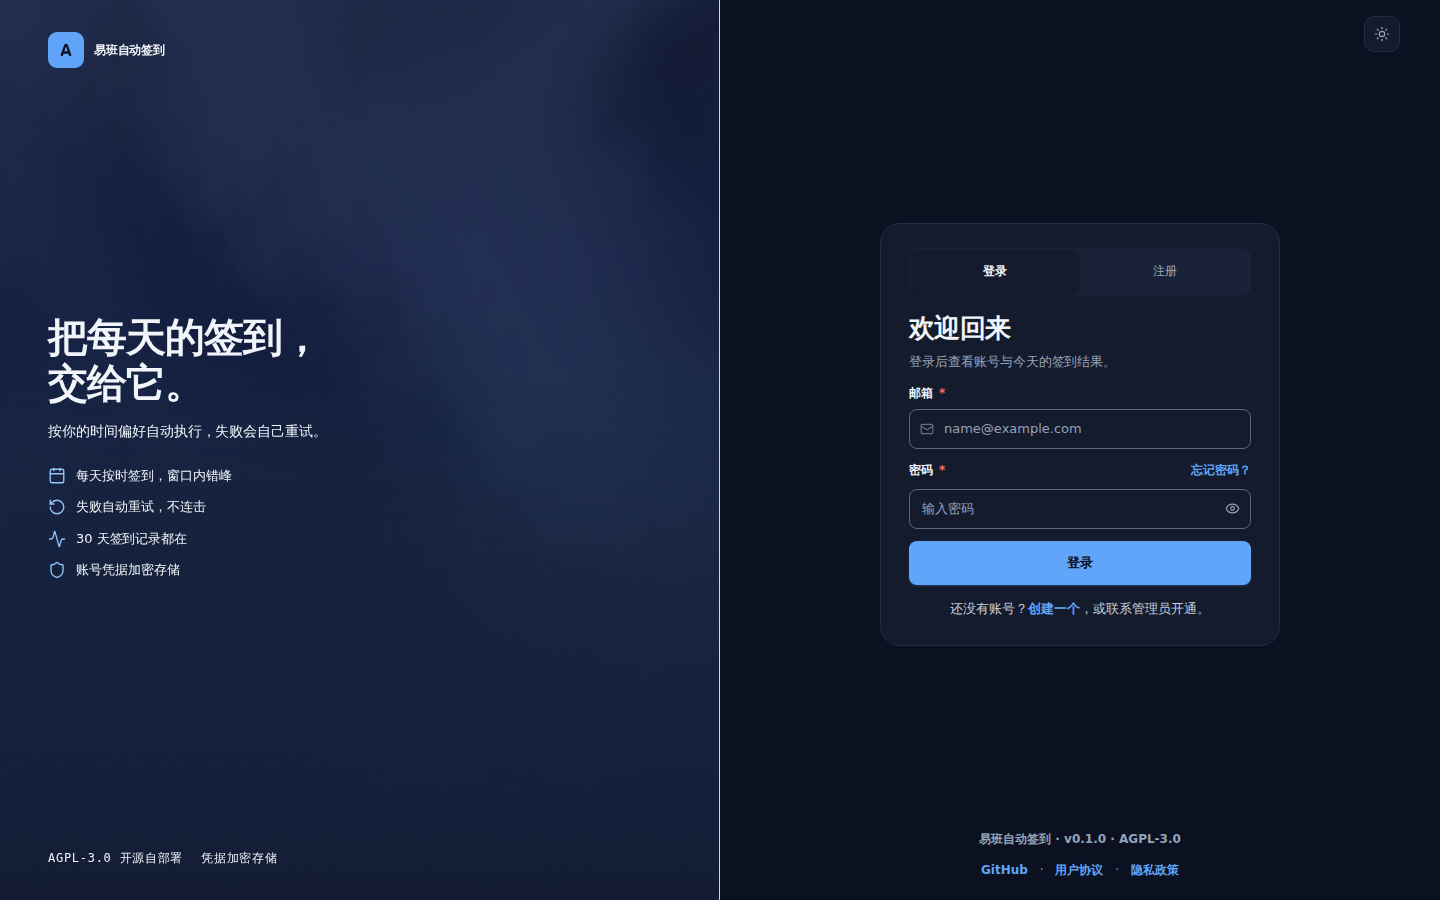 A 易班自动签到
把每天的签到，
交给它。
按你的时间偏好自动执行，失败会自己重试。
每天按时签到，窗口内错峰
失败自动重试，不连击
30 天签到记录都在
账号凭据加密存储
AGPL-3.0 开源自部署 凭据加密存储
登录 注册
欢迎回来
登录后查看账号与今天的签到结果。
邮箱 *
name@example.com
密码 * 忘记密码？
输入密码
登录
还没有账号？创建一个，或联系管理员开通。
易班自动签到 · v0.1.0 · AGPL-3.0
GitHub · 用户协议 · 隐私政策